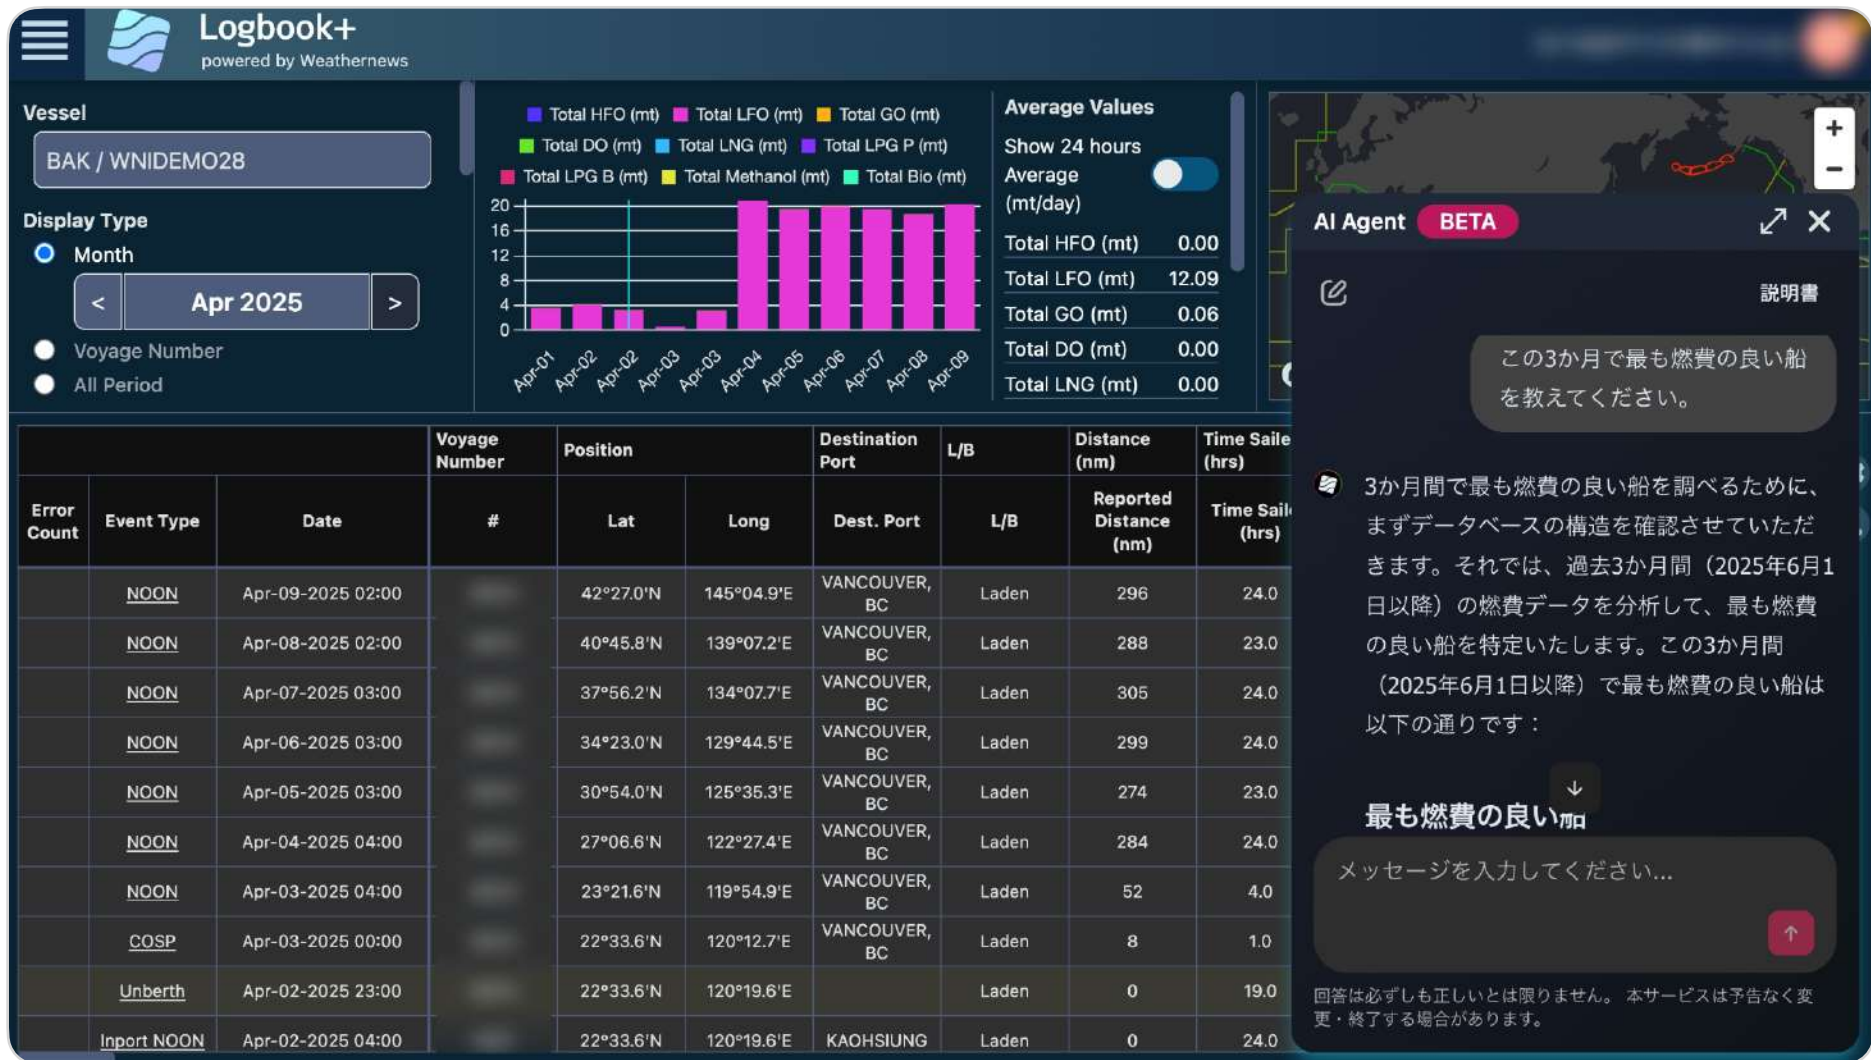 Logbook+
powered by Weathernews
Vessel
BAK / WNIDEMO28
Display Type
Month
< Apr 2025 >
Voyage Number
All Period
Total HFO (mt) Total LFO (mt) Total GO (mt)
Total DO (mt) Total LNG (mt) Total LPG P (mt)
Total LPG B (mt) Total Methanol (mt) Total Bio (mt)
20
16
12
8
4
0
Apr-01 Apr-02 Apr-02 Apr-03 Apr-03 Apr-04 Apr-05 Apr-06 Apr-07 Apr-08 Apr-09
Average Values
Show 24 hours
Average
(mt/day)
Total HFO (mt) 0.00
Total LFO (mt) 12.09
Total GO (mt) 0.06
Total DO (mt) 0.00
Total LNG (mt) 0.00
+
−
Voyage Number Position Destination Port L/B Distance (nm) Time Saile (hrs)
Error Count Event Type Date # Lat Long Dest. Port L/B Reported Distance (nm) Time Sail (hrs)
NOON Apr-09-2025 02:00 42°27.0'N 145°04.9'E VANCOUVER, BC Laden 296 24.0
NOON Apr-08-2025 02:00 40°45.8'N 139°07.2'E VANCOUVER, BC Laden 288 23.0
NOON Apr-07-2025 03:00 37°56.2'N 134°07.7'E VANCOUVER, BC Laden 305 24.0
NOON Apr-06-2025 03:00 34°23.0'N 129°44.5'E VANCOUVER, BC Laden 299 24.0
NOON Apr-05-2025 03:00 30°54.0'N 125°35.3'E VANCOUVER, BC Laden 274 23.0
NOON Apr-04-2025 04:00 27°06.6'N 122°27.4'E VANCOUVER, BC Laden 284 24.0
NOON Apr-03-2025 04:00 23°21.6'N 119°54.9'E VANCOUVER, BC Laden 52 4.0
COSP Apr-03-2025 00:00 22°33.6'N 120°12.7'E VANCOUVER, BC Laden 8 1.0
Unberth Apr-02-2025 23:00 22°33.6'N 120°19.6'E Laden 0 19.0
Inport NOON Apr-02-2025 04:00 22°33.6'N 120°19.6'E KAOHSIUNG Laden 0 24.0
AI Agent BETA
説明書
この3か月で最も燃費の良い船
を教えてください。
3か月間で最も燃費の良い船を調べるために、
まずデータベースの構造を確認させていただ
きます。それでは、過去3か月間（2025年6月1
日以降）の燃費データを分析して、最も燃費
の良い船を特定いたします。この3か月間
（2025年6月1日以降）で最も燃費の良い船は
以下の通りです：
最も燃費の良い船
メッセージを入力してください...
回答は必ずしも正しいとは限りません。 本サービスは予告なく変
更・終了する場合があります。